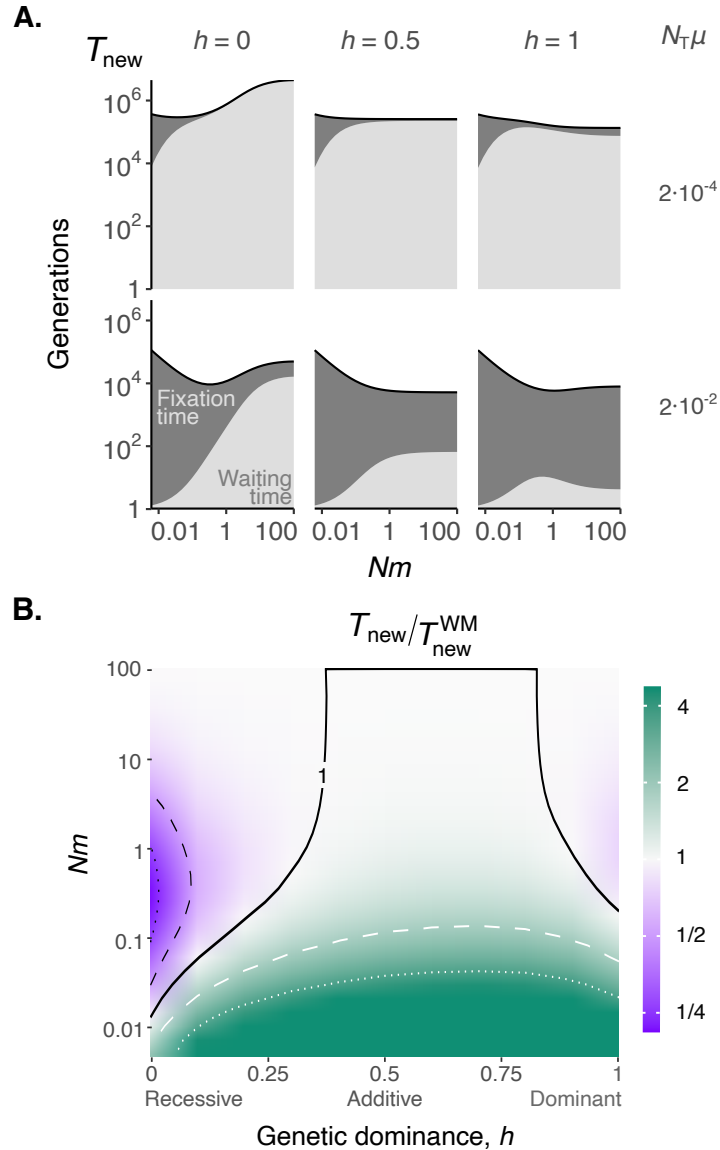 A.
T_new h = 0 h = 0.5 h = 1 N_Tμ
Generations
10^6
10^4
10^2
1
2·10^-4
10^6
10^4
10^2
1
Fixation
time
Waiting
time
2·10^-2
0.01 1 100 0.01 1 100 0.01 1 100
Nm
B.
T_new/T_new^WM
Nm
100
10
1
0.1
0.01
1
4
2
1
1/2
1/4
0 0.25 0.5 0.75 1
Recessive Additive Dominant
Genetic dominance, h